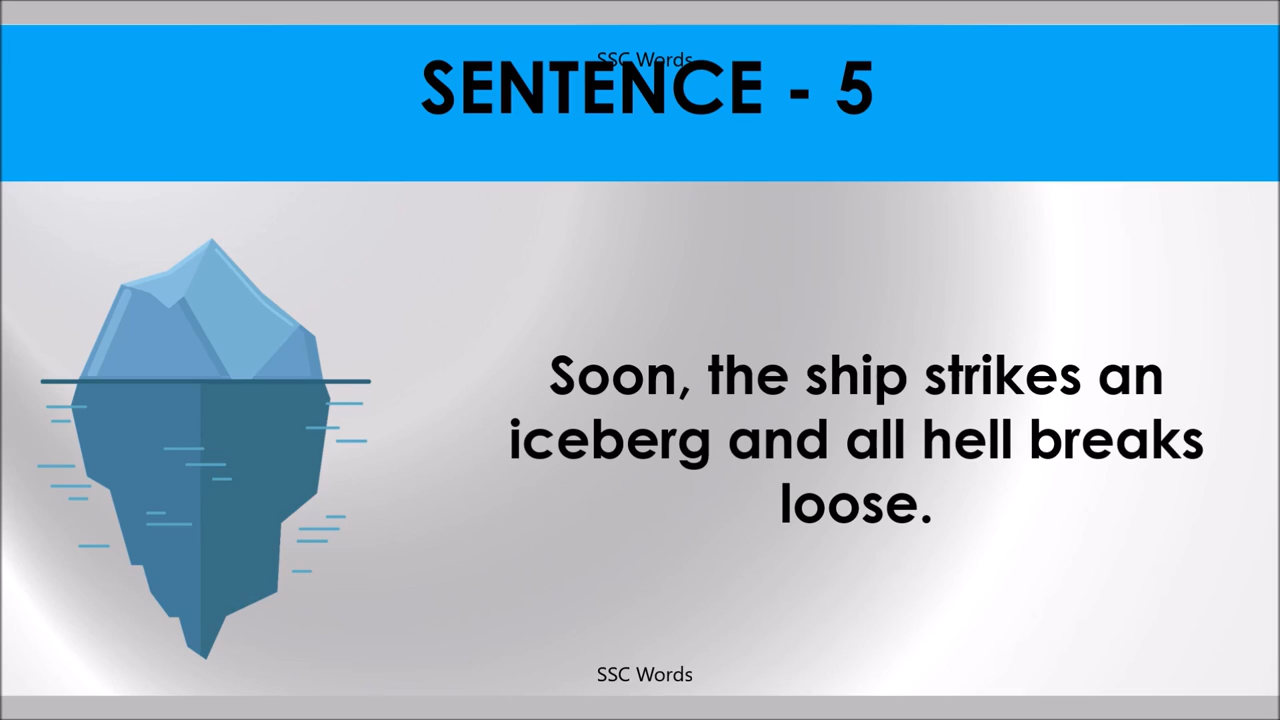 SSC Words
SENTENCE - 5
Soon, the ship strikes an
iceberg and all hell breaks
loose.
SSC Words